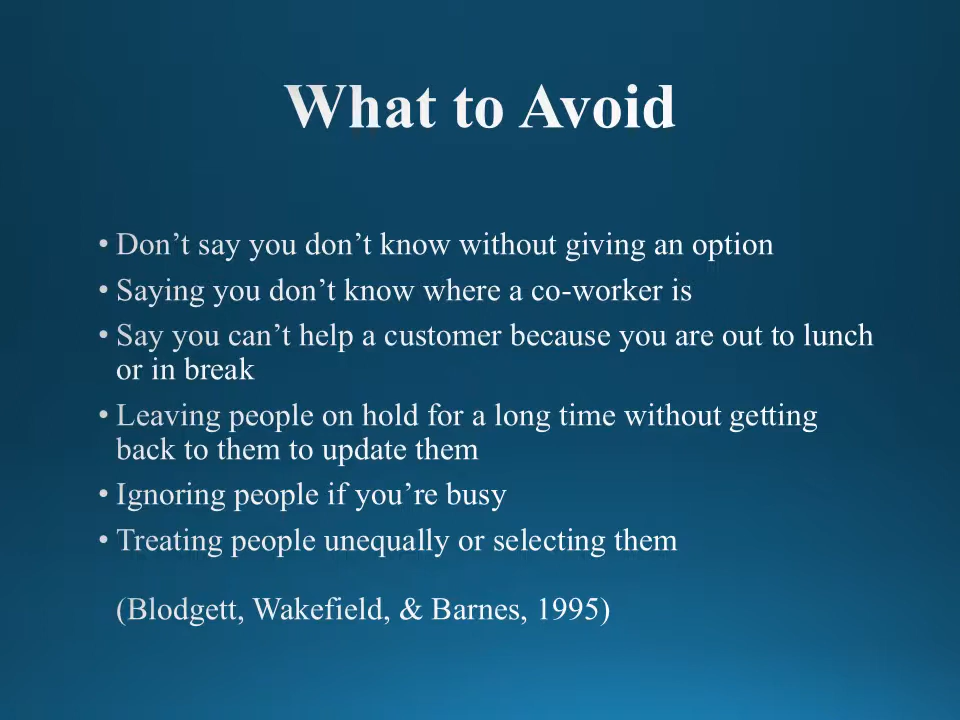 What to Avoid
• Don’t say you don’t know without giving an option
• Saying you don’t know where a co-worker is
• Say you can’t help a customer because you are out to lunch
or in break
• Leaving people on hold for a long time without getting
back to them to update them
• Ignoring people if you’re busy
• Treating people unequally or selecting them
(Blodgett, Wakefield, & Barnes, 1995)